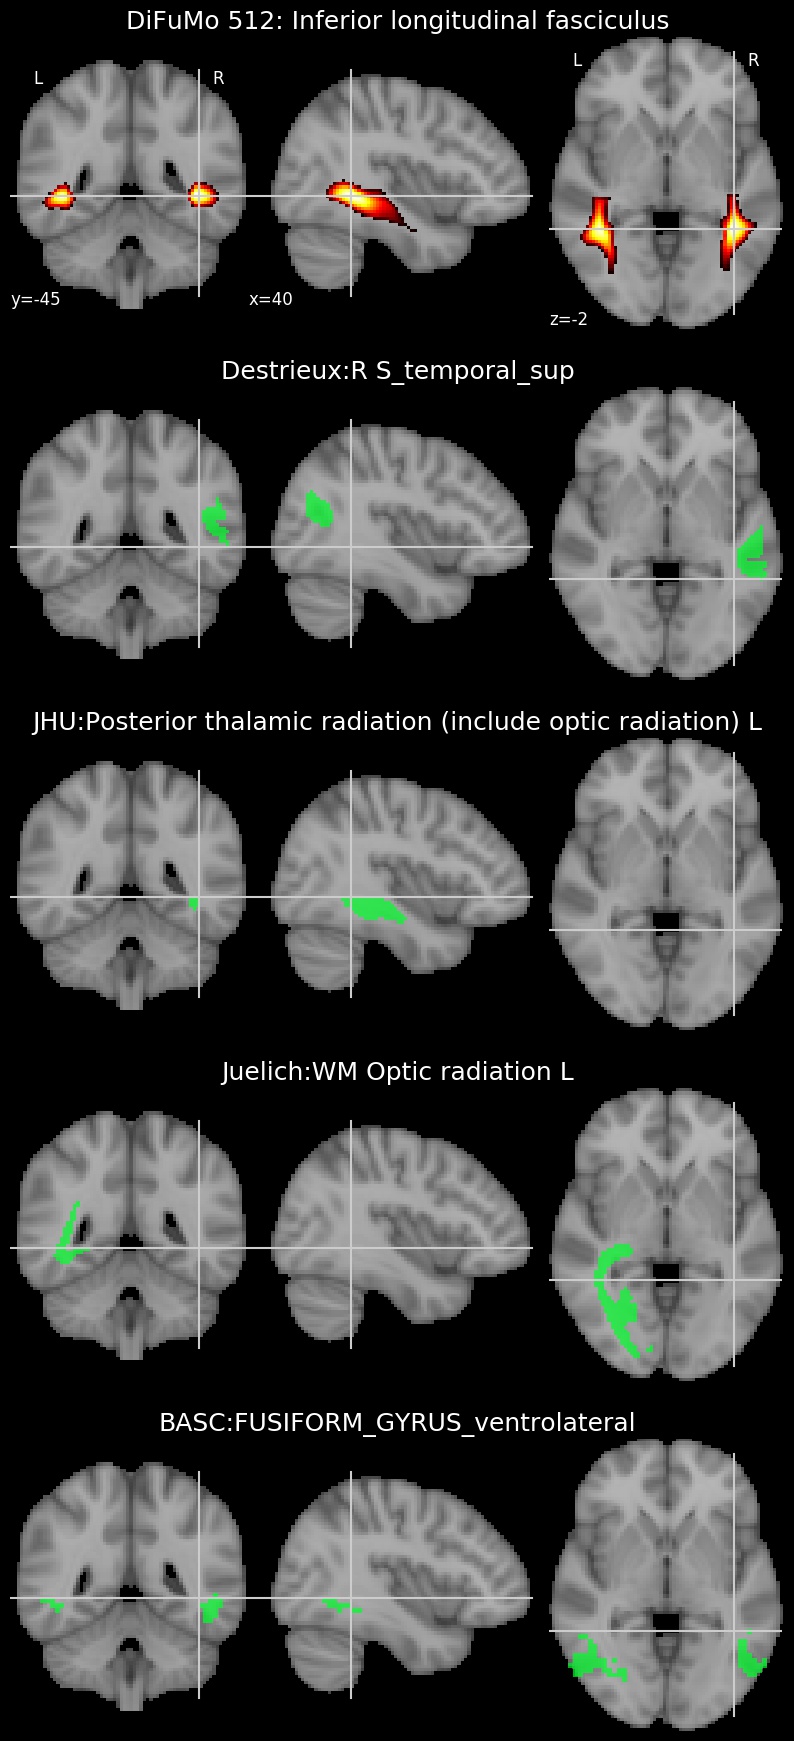 DiFuMo 512: Inferior longitudinal fasciculus
L R L R
y=-45 x=40 z=-2
Destrieux:R S_temporal_sup
JHU:Posterior thalamic radiation (include optic radiation) L
Juelich:WM Optic radiation L
BASC:FUSIFORM_GYRUS_ventrolateral